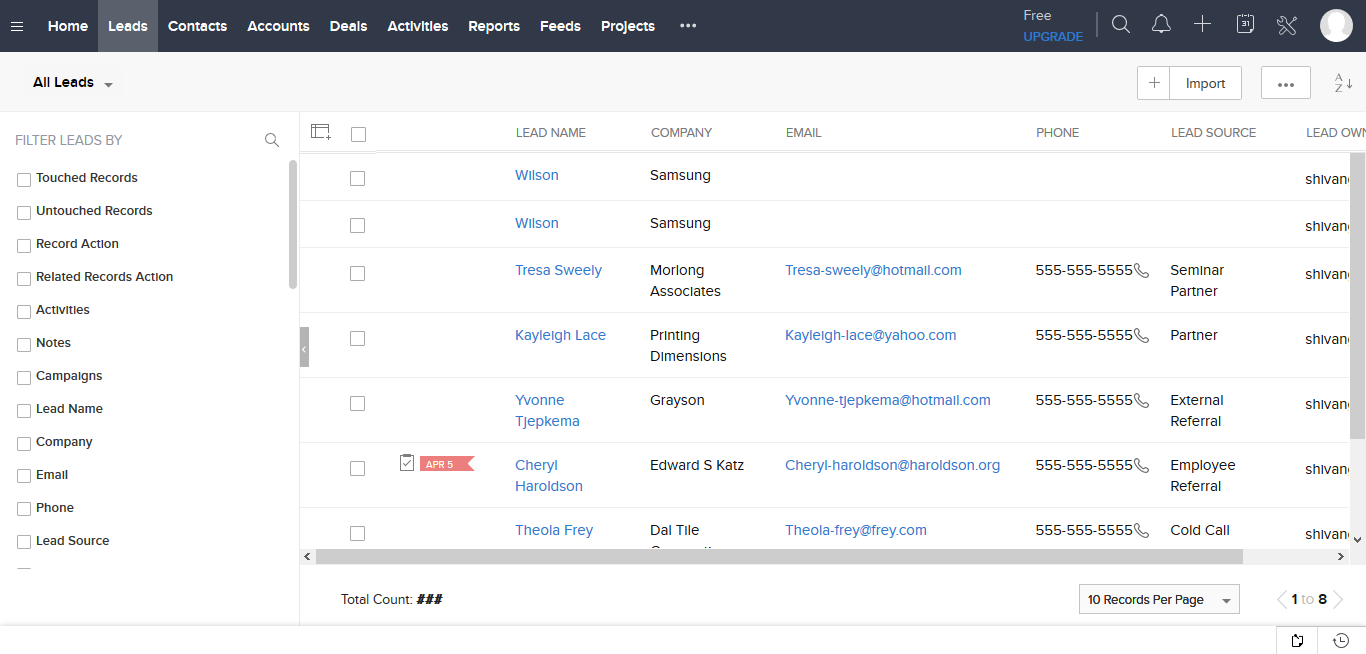 Home Leads Contacts Accounts Deals Activities Reports Feeds Projects Free
UPGRADE 31
All Leads Import A Z
FILTER LEADS BY
Touched Records
Untouched Records
Record Action
Related Records Action
Activities
Notes
Campaigns
Lead Name
Company
Email
Phone
Lead Source
LEAD NAME COMPANY EMAIL PHONE LEAD SOURCE LEAD OWN
Wilson Samsung shivan
Wilson Samsung shivan
Tresa Sweely Morlong Tresa-sweely@hotmail.com 555-555-5555 Seminar shivan
Associates Partner
Kayleigh Lace Printing Kayleigh-lace@yahoo.com 555-555-5555 Partner shivan
Dimensions
Yvonne Grayson Yvonne-tjepkema@hotmail.com 555-555-5555 External shivan
Tjepkema Referral
APR 5 Cheryl Edward S Katz Cheryl-haroldson@haroldson.org 555-555-5555 Employee shivan
Haroldson Referral
Theola Frey Dal Tile Theola-frey@frey.com 555-555-5555 Cold Call shivan
Total Count: ### 10 Records Per Page 1 to 8